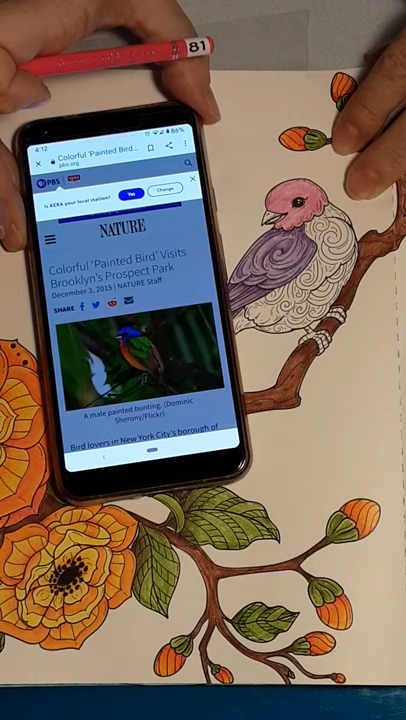 81
4:12
86%
Colorful 'Painted Bird...
pbs.org
PBS
Is KERA your local station?
Yes
Change
NATURE
Colorful 'Painted Bird' Visits
Brooklyn's Prospect Park
December 3, 2015 | NATURE Staff
SHARE
A male painted bunting. (Dominic
Sherony/Flickr)
Bird lovers in New York City's borough of